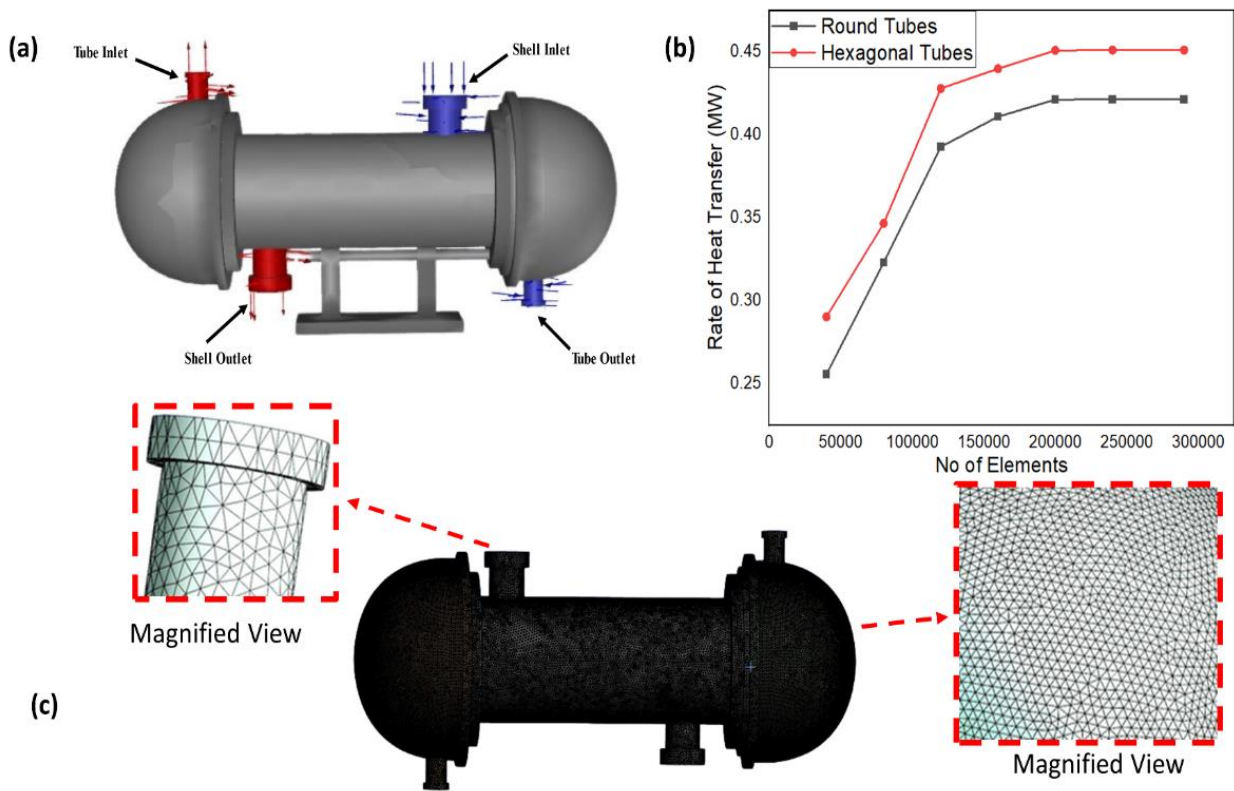 (a)
Tube Inlet
Shell Inlet
Shell Outlet
Tube Outlet
(b)
Round Tubes
Hexagonal Tubes
Rate of Heat Transfer (MW)
0.45
0.40
0.35
0.30
0.25
0 50000 100000 150000 200000 250000 300000
No of Elements
Magnified View
Magnified View
(c)